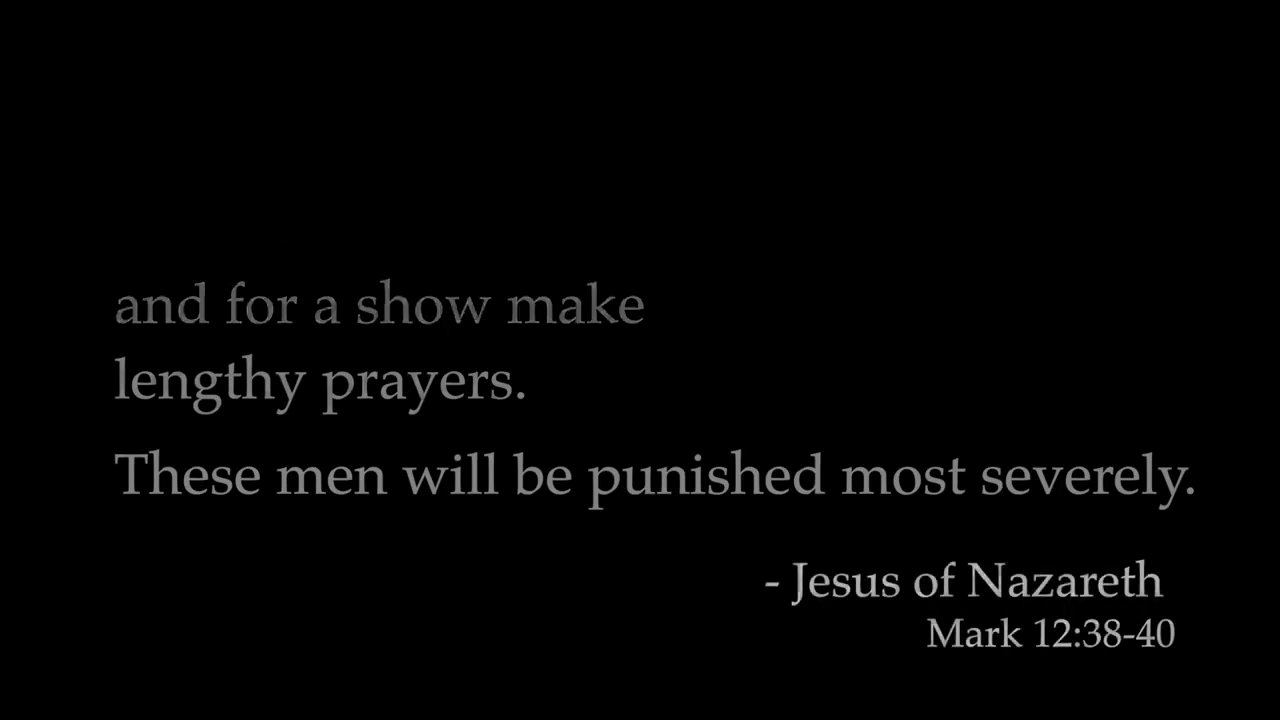 and for a show make
lengthy prayers.
These men will be punished most severely.
- Jesus of Nazareth
Mark 12:38-40